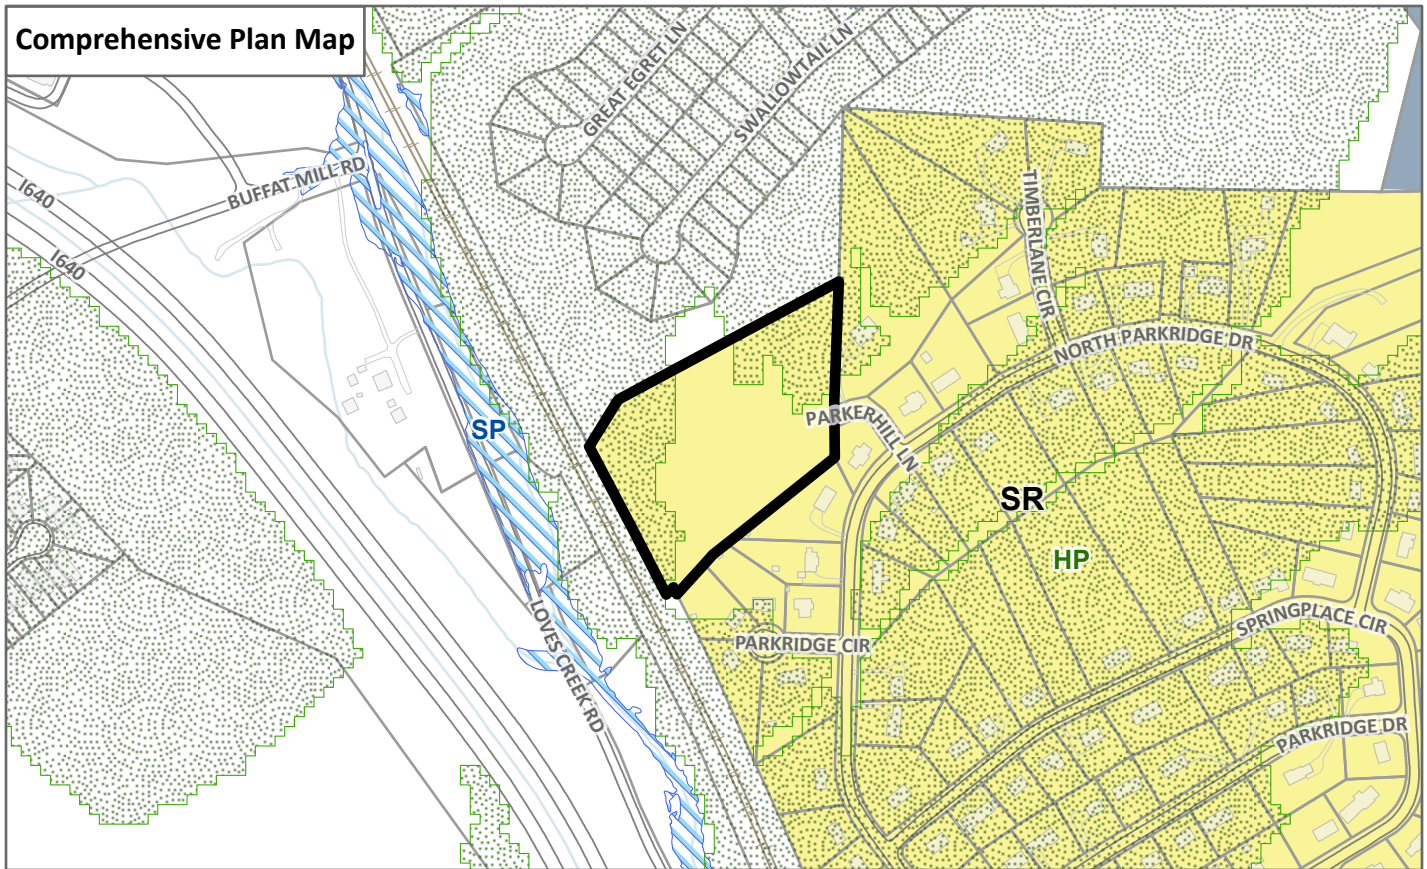 Comprehensive Plan Map
GREAT EGRET LN
SWALLOWTAIL LN
BUFFAT MILL RD
I640
I640
TIMBERLANE CIR
NORTH PARKRIDGE DR
PARKERHILL LN
SP
SR
HP
LOVES CREEK RD
PARKRIDGE CIR
SPRINGPLACE CIR
PARKRIDGE DR